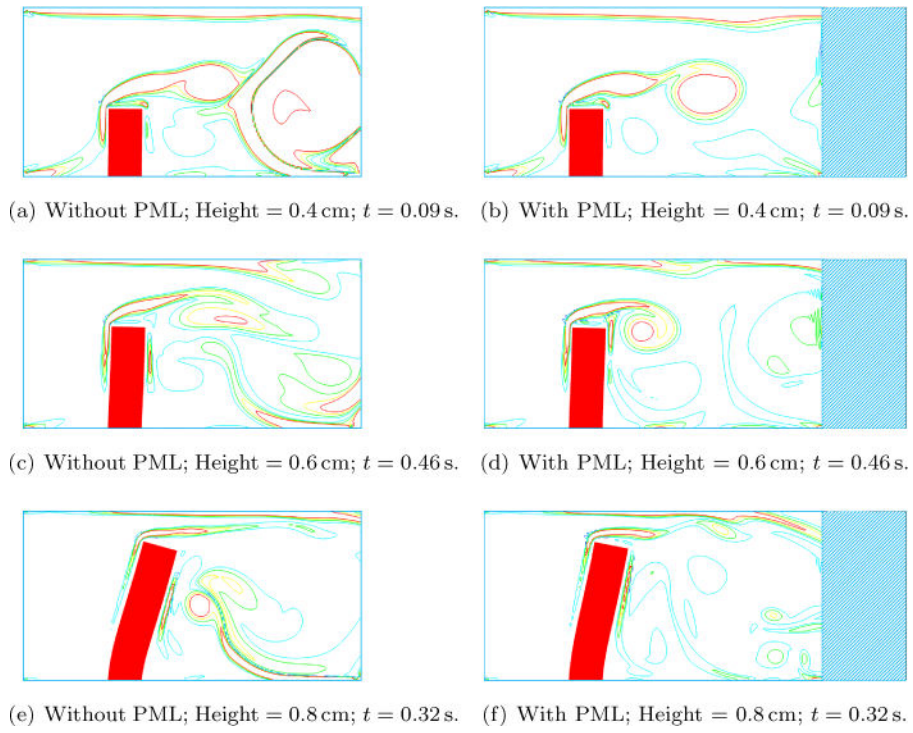 (a) Without PML; Height = 0.4 cm; t = 0.09 s.
(b) With PML; Height = 0.4 cm; t = 0.09 s.
(c) Without PML; Height = 0.6 cm; t = 0.46 s.
(d) With PML; Height = 0.6 cm; t = 0.46 s.
(e) Without PML; Height = 0.8 cm; t = 0.32 s.
(f) With PML; Height = 0.8 cm; t = 0.32 s.